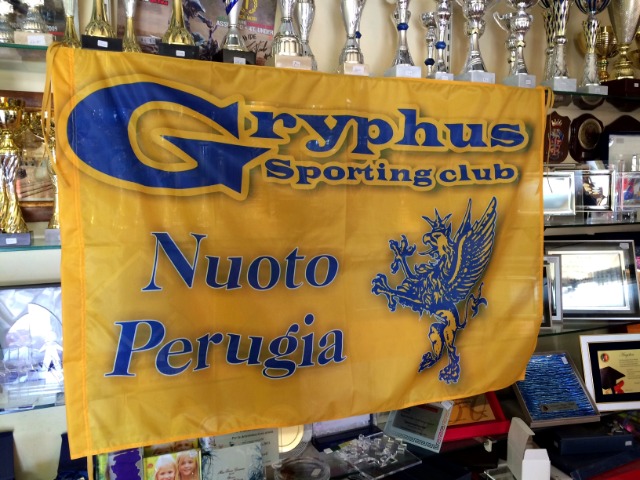 Gryphus
Sporting club
Nuoto
Perugia